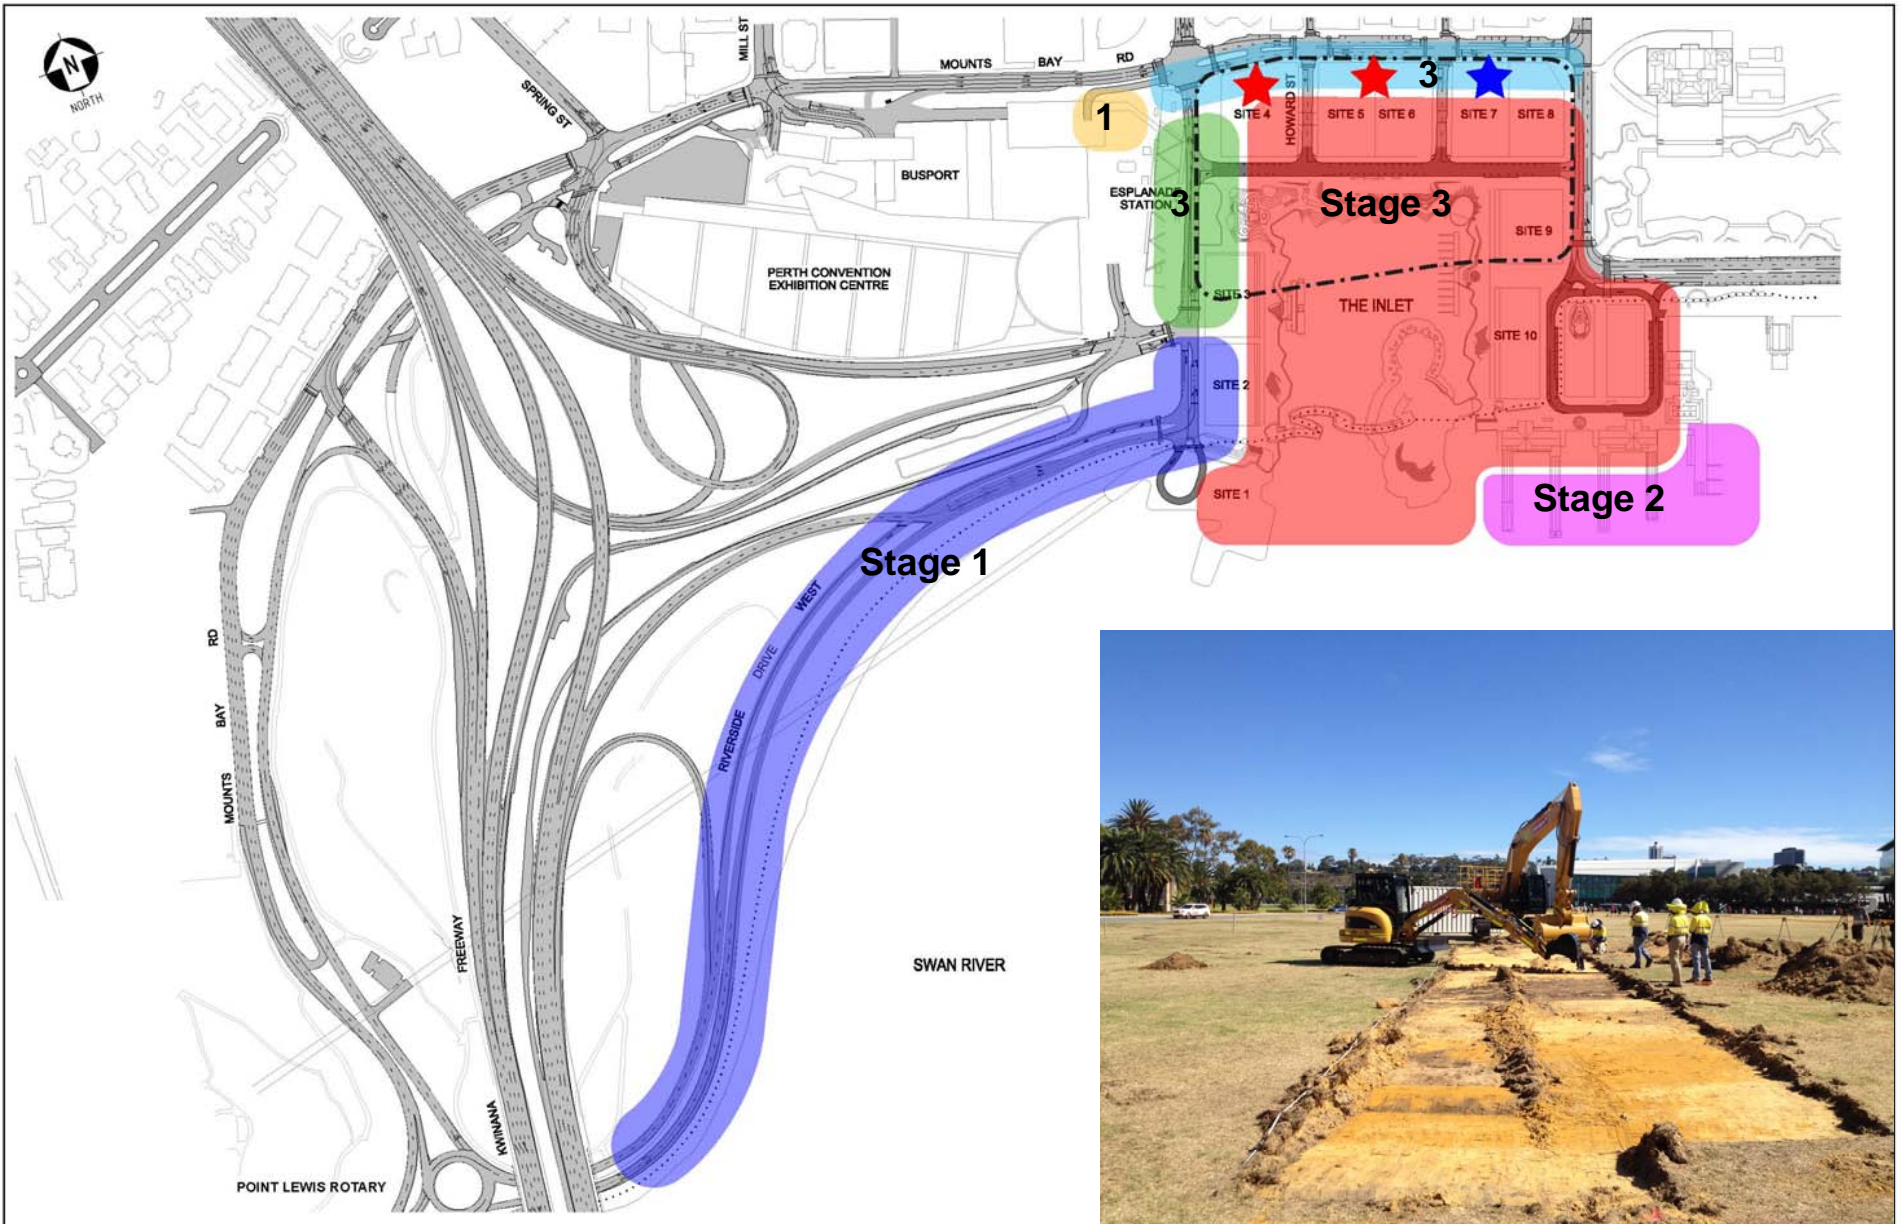 N
NORTH
SPRING ST
MILL ST
MOUNTS BAY RD
1
3
SITE 4
HOWARD ST
SITE 5
SITE 6
SITE 7
SITE 8
BUSPORT
ESPLANADE
STATION
3
Stage 3
SITE 9
PERTH CONVENTION
EXHIBITION CENTRE
SITE 3
THE INLET
SITE 10
SITE 2
SITE 1
Stage 2
Stage 1
RIVERSIDE DRIVE WEST
MOUNTS BAY RD
KWINANA FREEWAY
SWAN RIVER
POINT LEWIS ROTARY